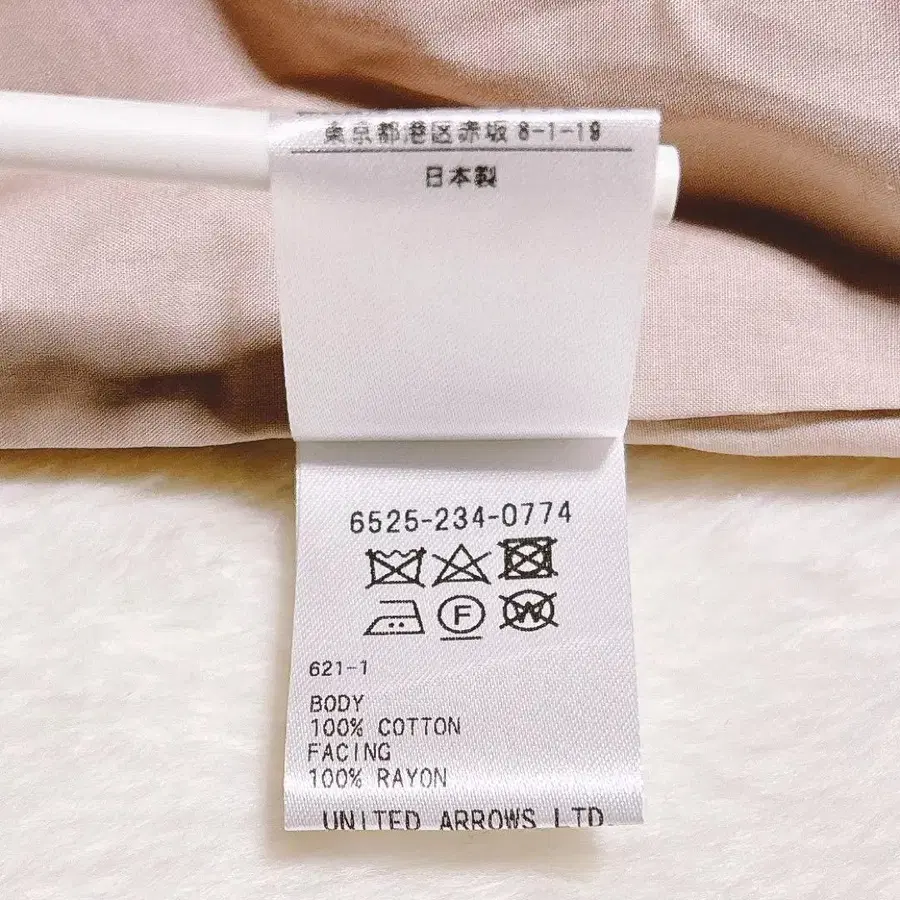 東京都港区赤坂 8-1-19
日本製
6525-234-0774
F
W
621-1
BODY
100% COTTON
FACING
100% RAYON
UNITED ARROWS LTD.